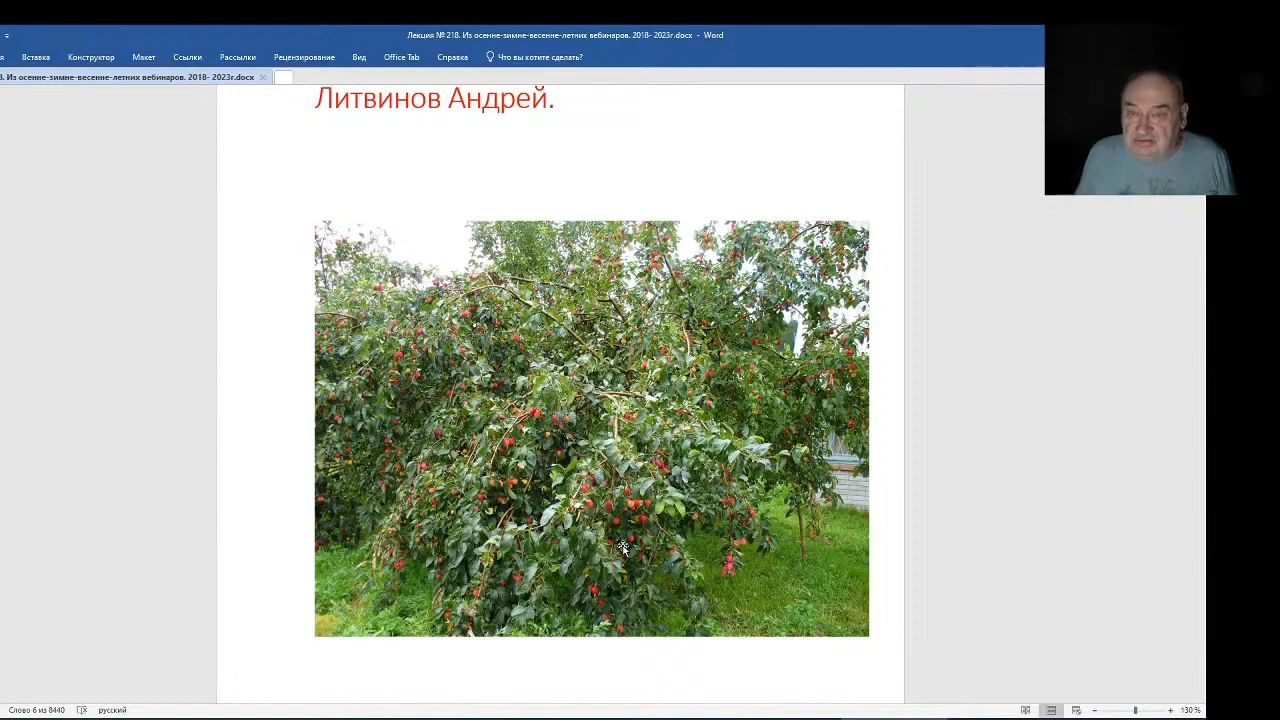 Лекция № 218. Из осенне-зимне-весенне-летних вебинаров. 2018- 2023г.docx - Word
Вставка Конструктор Макет Ссылки Рассылки Рецензирование Вид Office Tab Справка Что вы хотите сделать?
8. Из осенне-зимне-весенне-летних вебинаров. 2018- 2023г.docx
Литвинов Андрей.
Слово 6 из 8440 русский 130 %